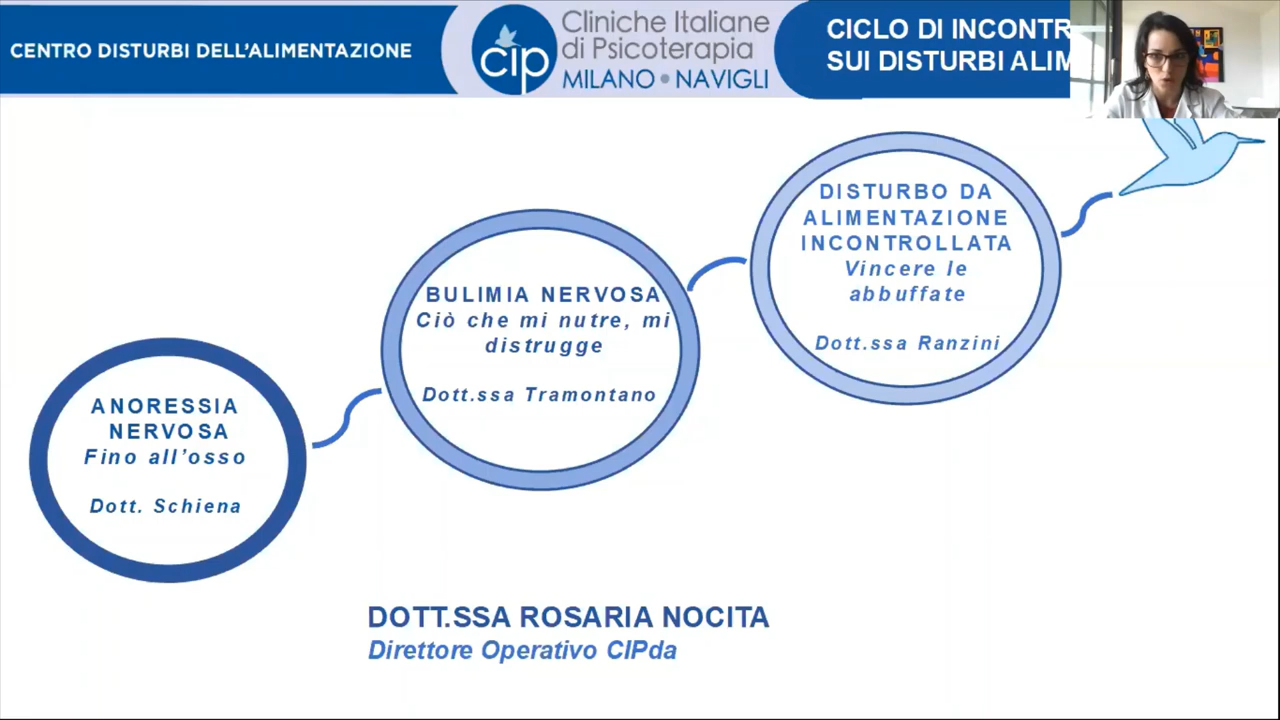 CENTRO DISTURBI DELL'ALIMENTAZIONE
cip
Cliniche Italiane
di Psicoterapia
MILANO • NAVIGLI
CICLO DI INCONTR
SUI DISTURBI ALIM
DISTURBO DA
ALIMENTAZIONE
INCONTROLLATA
Vincere le
abbuffate
Dott.ssa Ranzini
BULIMIA NERVOSA
Ciò che mi nutre, mi
distrugge
Dott.ssa Tramontano
ANORESSIA
NERVOSA
Fino all’osso
Dott. Schiena
DOTT.SSA ROSARIA NOCITA
Direttore Operativo CIPda